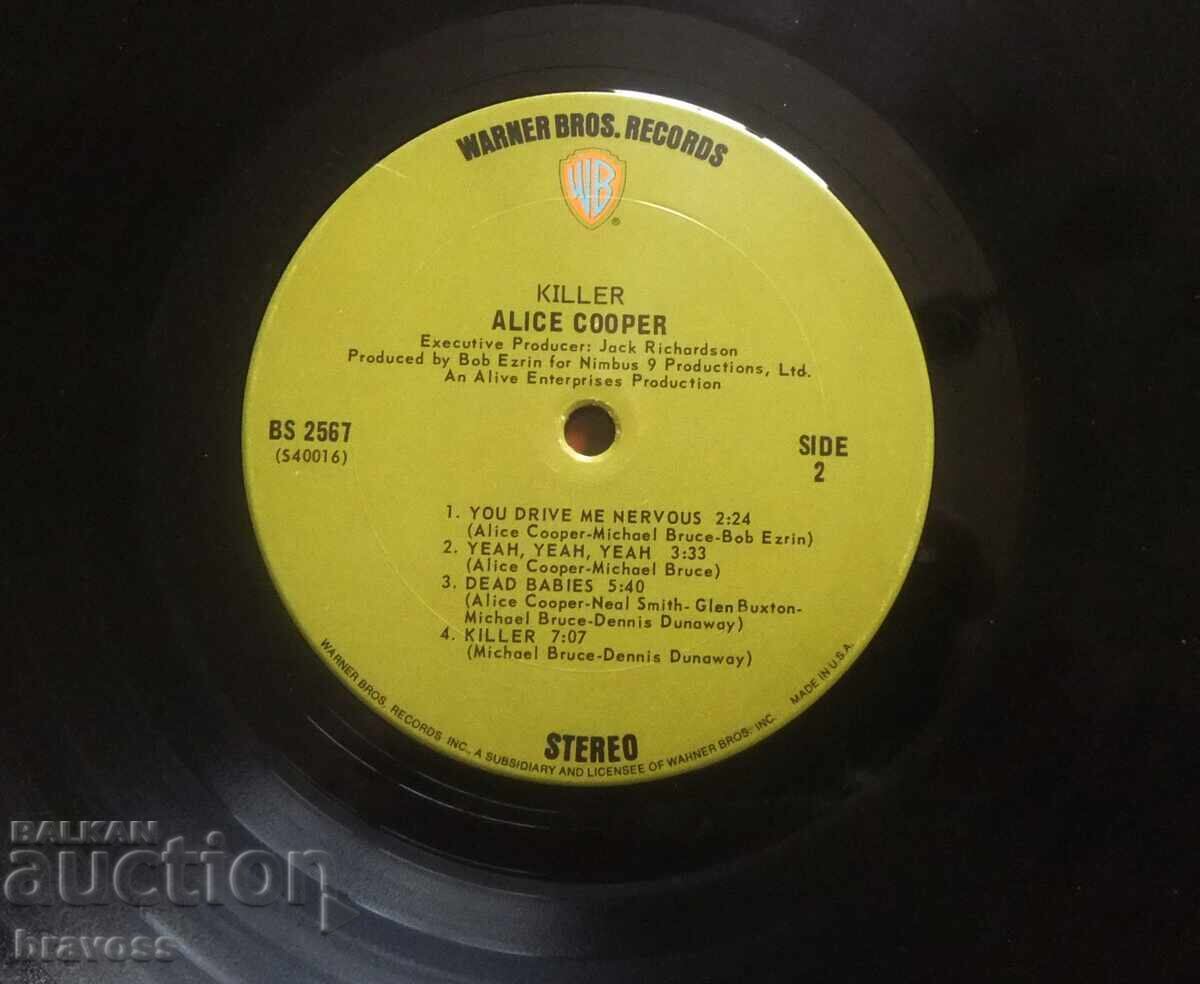 WARNER BROS. RECORDS
WB
®
KILLER
ALICE COOPER
Executive Producer: Jack Richardson
Produced by Bob Ezrin for Nimbus 9 Productions, Ltd.
An Alive Enterprises Production
BS 2567
(S40016)
SIDE
2
1. YOU DRIVE ME NERVOUS 2:24
(Alice Cooper-Michael Bruce-Bob Ezrin)
2. YEAH, YEAH, YEAH 3:33
(Alice Cooper-Michael Bruce)
3. DEAD BABIES 5:40
(Alice Cooper-Neal Smith- Glen Buxton-
Michael Bruce-Dennis Dunaway)
4. KILLER 7:07
(Michael Bruce-Dennis Dunaway)
STEREO
WARNER BROS. RECORDS INC., A SUBSIDIARY AND LICENSEE OF WARNER BROS. INC. MADE IN U.S.A.
BALKAN
auction
bravoss